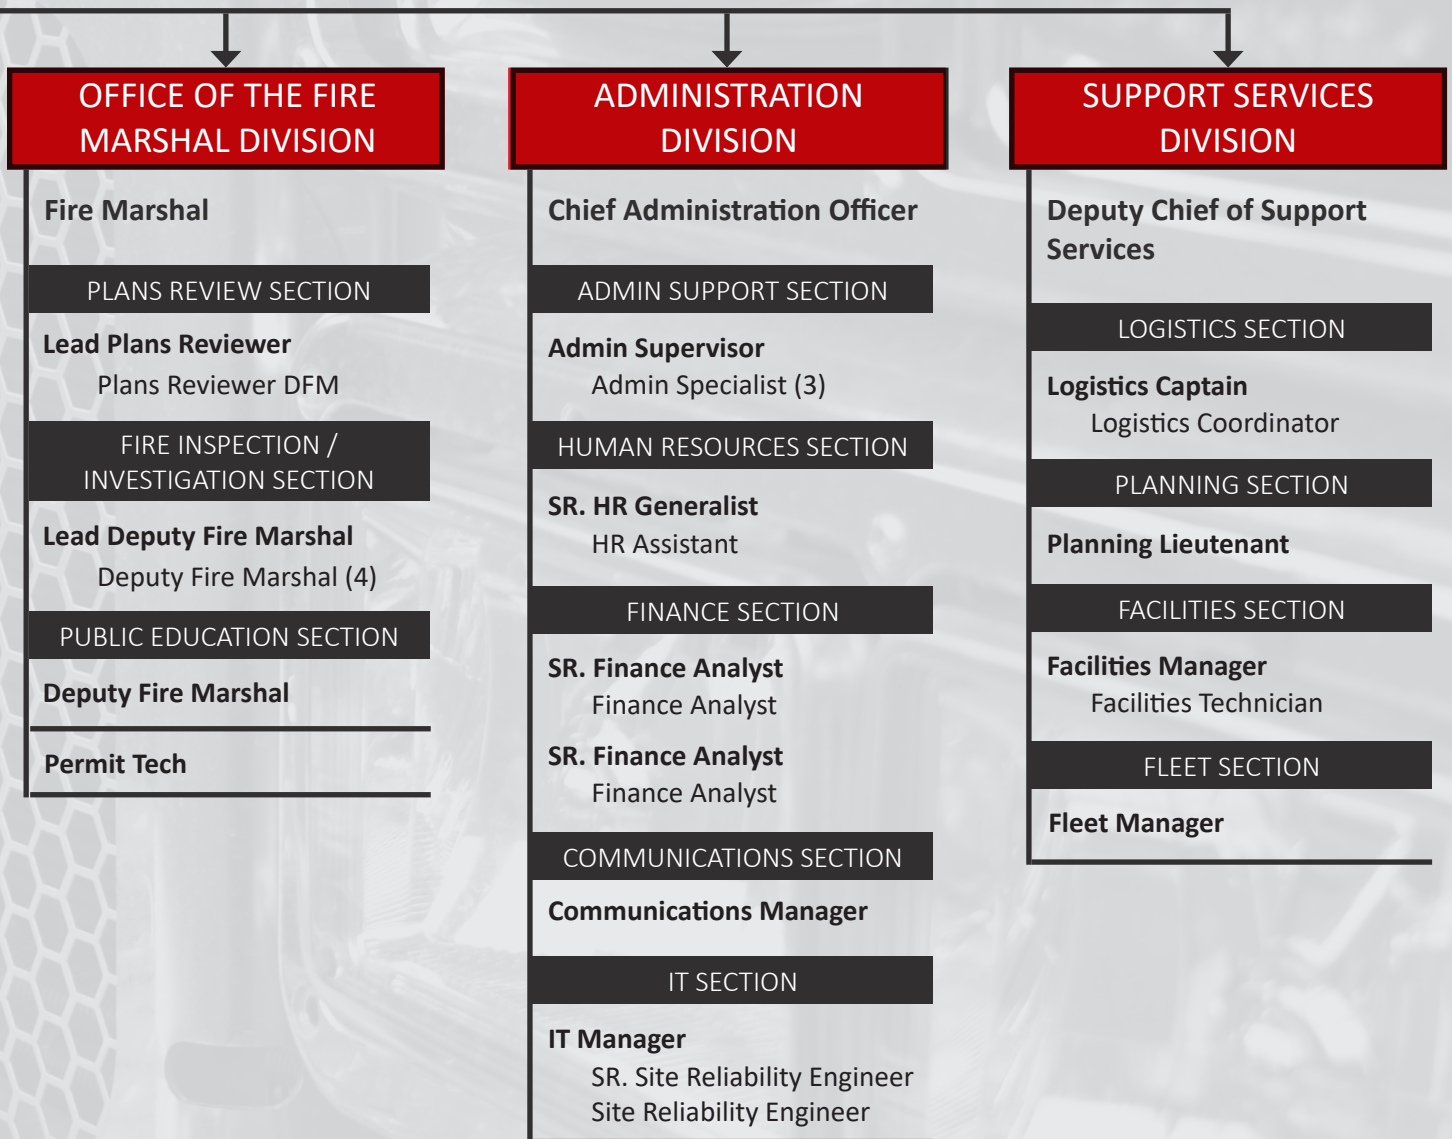 OFFICE OF THE FIRE
MARSHAL DIVISION
Fire Marshal
PLANS REVIEW SECTION
Lead Plans Reviewer
Plans Reviewer DFM
FIRE INSPECTION /
INVESTIGATION SECTION
Lead Deputy Fire Marshal
Deputy Fire Marshal (4)
PUBLIC EDUCATION SECTION
Deputy Fire Marshal
Permit Tech
ADMINISTRATION
DIVISION
Chief Administration Officer
ADMIN SUPPORT SECTION
Admin Supervisor
Admin Specialist (3)
HUMAN RESOURCES SECTION
SR. HR Generalist
HR Assistant
FINANCE SECTION
SR. Finance Analyst
Finance Analyst
SR. Finance Analyst
Finance Analyst
COMMUNICATIONS SECTION
Communications Manager
IT SECTION
IT Manager
SR. Site Reliability Engineer
Site Reliability Engineer
SUPPORT SERVICES
DIVISION
Deputy Chief of Support
Services
LOGISTICS SECTION
Logistics Captain
Logistics Coordinator
PLANNING SECTION
Planning Lieutenant
FACILITIES SECTION
Facilities Manager
Facilities Technician
FLEET SECTION
Fleet Manager